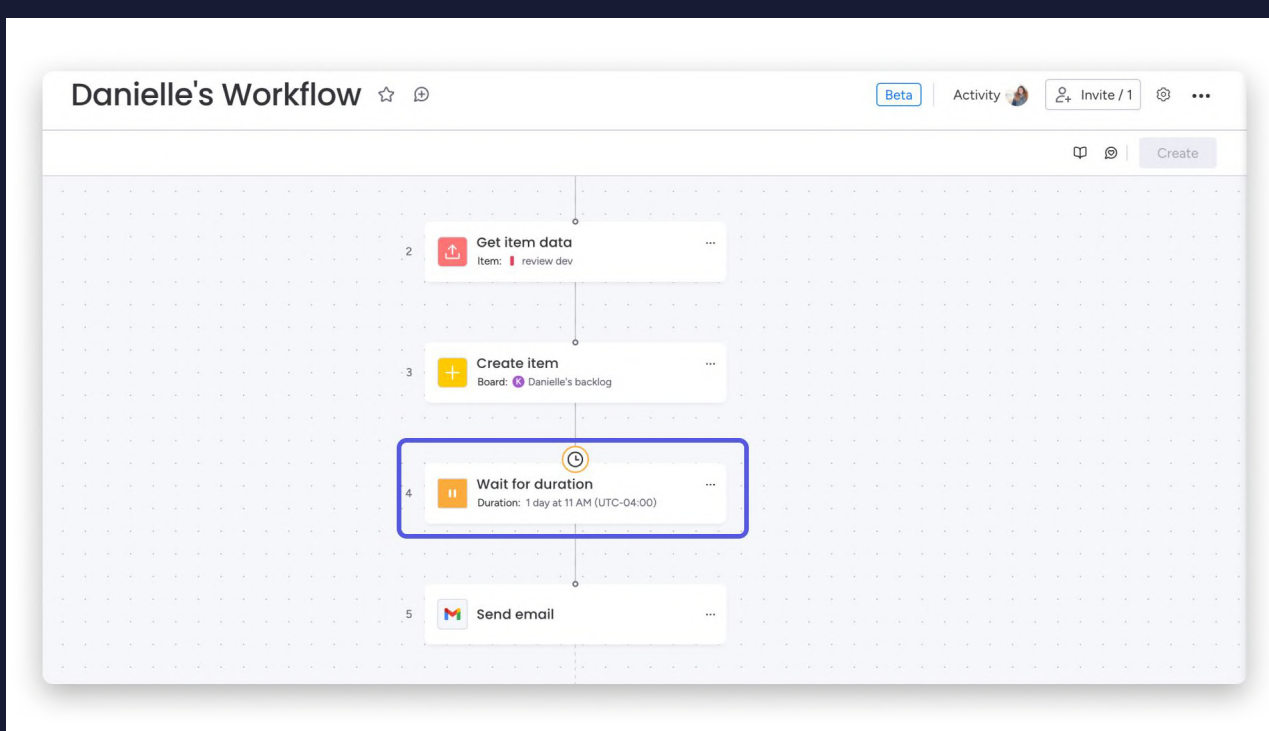 Danielle's Workflow
Beta
Activity
Invite / 1
Create
2
Get item data
Item: review dev
3
Create item
Board: K Danielle's backlog
4
Wait for duration
Duration: 1 day at 11 AM (UTC-04:00)
5
Send email